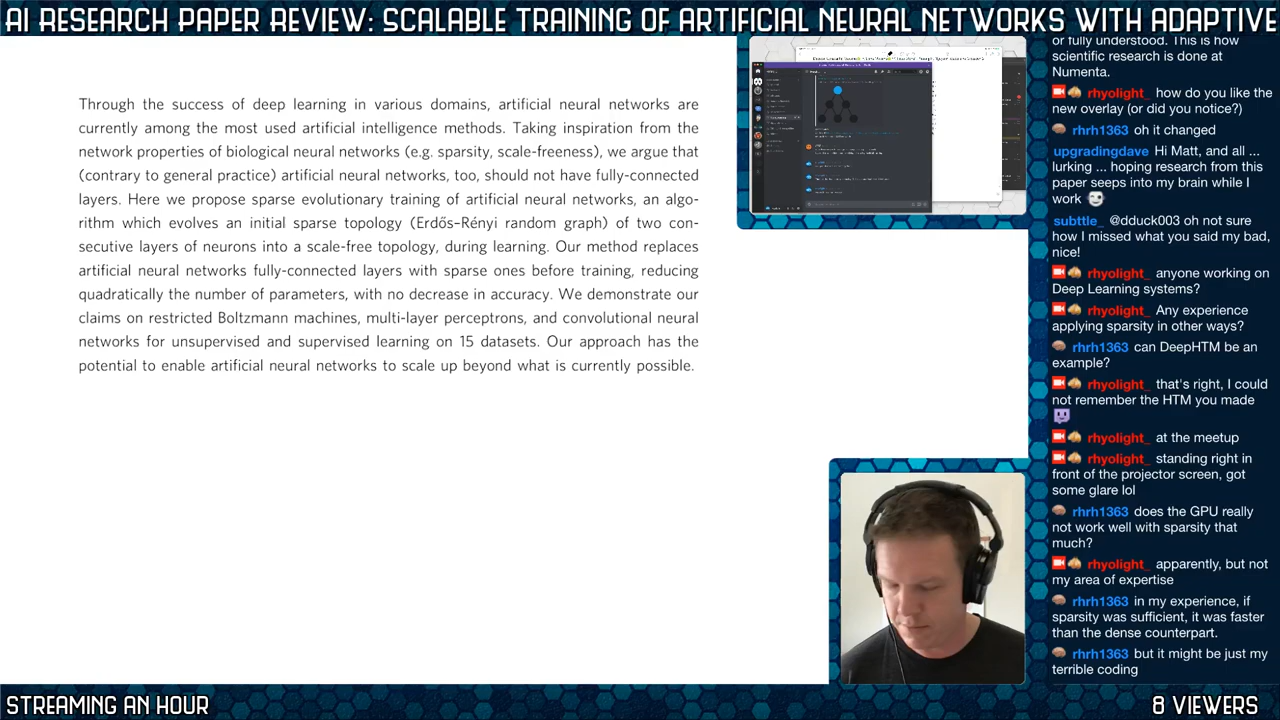 AI RESEARCH PAPER REVIEW: SCALABLE TRAINING OF ARTIFICIAL NEURAL NETWORKS WITH ADAPTIVE
Through the success of deep learning in various domains, artificial neural networks are
currently among the most used artificial intelligence methods. Taking inspiration from the
network properties of biological neural networks (e.g. sparsity, scale-freeness), we argue that
(contrary to general practice) artificial neural networks, too, should not have fully-connected
layers. Here we propose sparse evolutionary training of artificial neural networks, an algo-
rithm which evolves an initial sparse topology (Erdős–Rényi random graph) of two con-
secutive layers of neurons into a scale-free topology, during learning. Our method replaces
artificial neural networks fully-connected layers with sparse ones before training, reducing
quadratically the number of parameters, with no decrease in accuracy. We demonstrate our
claims on restricted Boltzmann machines, multi-layer perceptrons, and convolutional neural
networks for unsupervised and supervised learning on 15 datasets. Our approach has the
potential to enable artificial neural networks to scale up beyond what is currently possible.
or fully understood. This is how
scientific research is done at
Numenta.
rhyolight_ how do you like the
new overlay(or did you notice?)
rhrh1363 oh it changed
upgradingdave Hi Matt, and all ..
lurking ... hoping research from the
paper seeps into my brain while I
work
subttle_ @dduck003 oh not sure
how I missed what you said my bad,
nice!
rhyolight_ anyone working on
Deep Learning systems?
rhyolight_ Any experience
applying sparsity in other ways?
rhrh1363 can DeepHTM be an
example?
rhyolight_ that's right, I could
not remember the HTM you made
rhyolight_ at the meetup
rhyolight_ standing right in
front of the projector screen, got
some glare lol
rhrh1363 does the GPU really
not work well with sparsity that
much?
rhyolight_ apparently, but not
my area of expertise
rhrh1363 in my experience, if
sparsity was sufficient, it was faster
than the dense counterpart.
rhrh1363 but it might be just my
terrible coding
STREAMING AN HOUR
8 VIEWERS